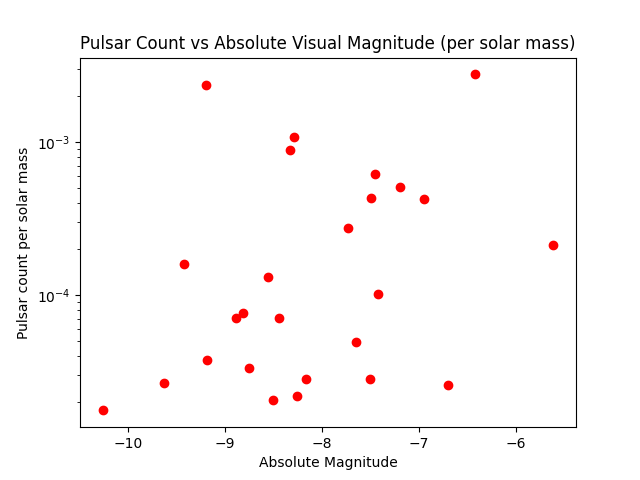 Pulsar Count vs Absolute Visual Magnitude (per solar mass)
Pulsar count per solar mass
10⁻³
10⁻⁴
−10
−9
−8
−7
−6
Absolute Magnitude